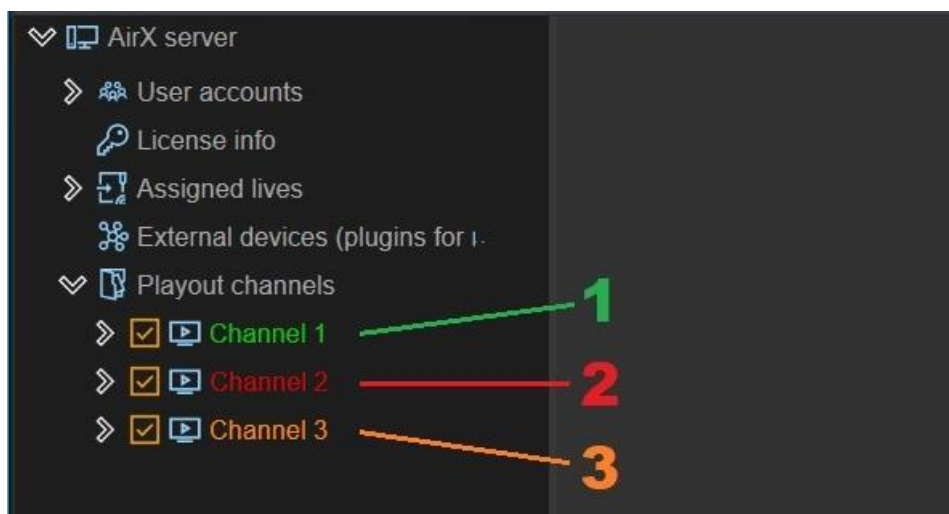 AirX server
User accounts
License info
Assigned lives
External devices (plugins for
Playout channels
Channel 1
1
Channel 2
2
Channel 3
3